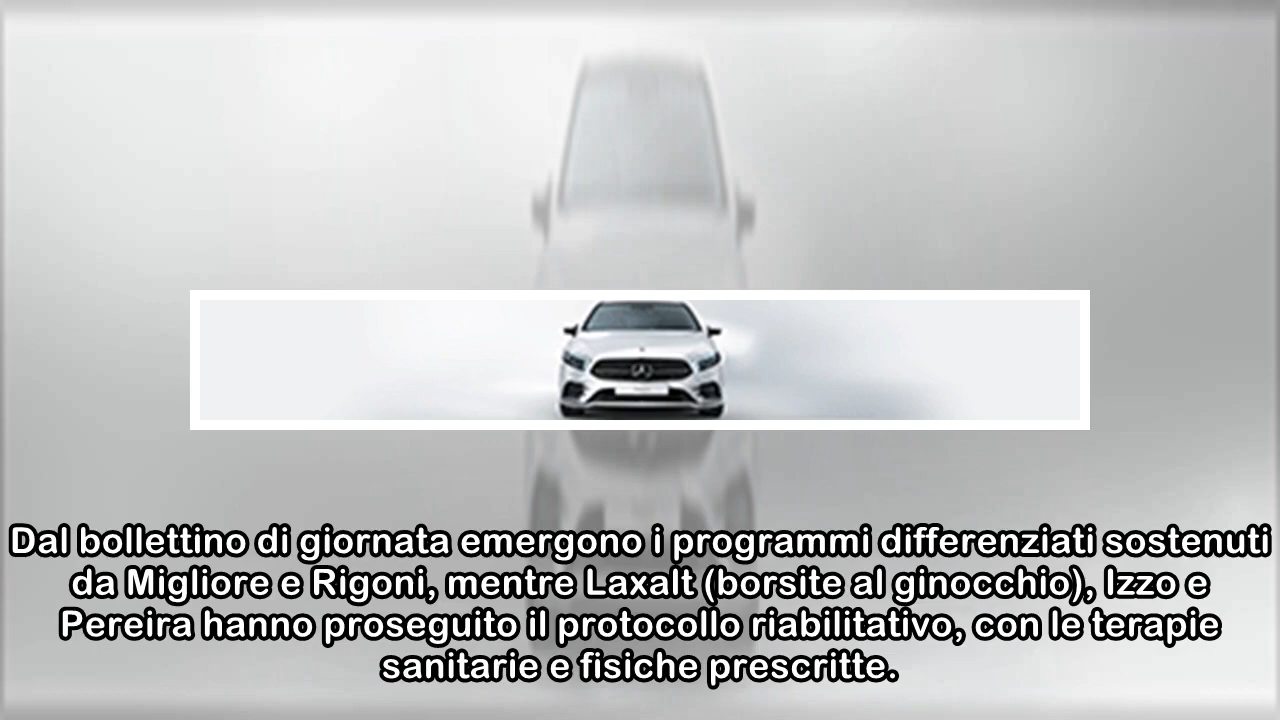 Dal bollettino di giornata emergono i programmi differenziati sostenuti
da Migliore e Rigoni, mentre Laxalt (borsite al ginocchio), Izzo e
Pereira hanno proseguito il protocollo riabilitativo, con le terapie
sanitarie e fisiche prescritte.